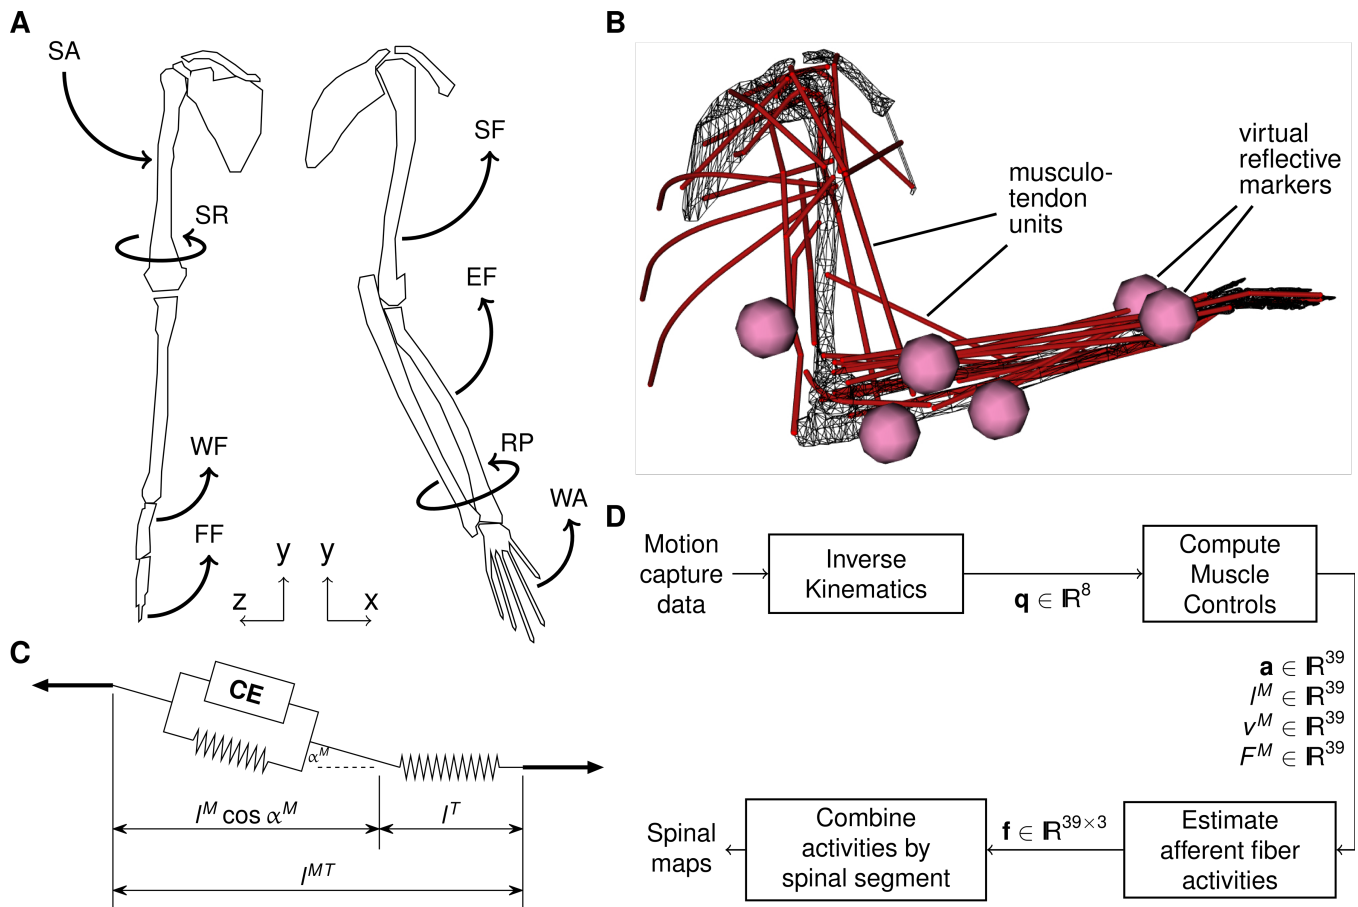 A
SA
SR
WF
FF
SF
EF
RP
WA
y
z
y
x
B
musculo-
tendon
units
virtual
reflective
markers
C
CE
α^M
l^M cos α^M
l^T
l^MT
D
Motion
capture
data
Inverse
Kinematics
q ∈ ℝ^8
Compute
Muscle
Controls
a ∈ ℝ^39
l^M ∈ ℝ^39
v^M ∈ ℝ^39
F^M ∈ ℝ^39
Estimate
afferent fiber
activities
f ∈ ℝ^39×3
Combine
activities by
spinal segment
Spinal
maps